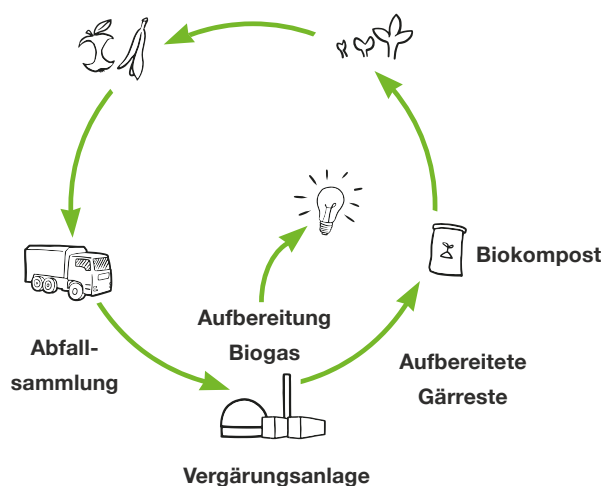 Biokompost
Aufbereitung
Biogas
Abfall-
sammlung
Aufbereitete
Gärreste
Vergärungsanlage